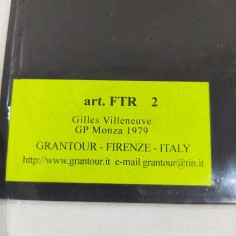 art. FTR 2
Gilles Villeneuve
GP Monza 1979
GRANTOUR - FIRENZE - ITALY
http://www.grantour.it e-mail grantour@tin.it